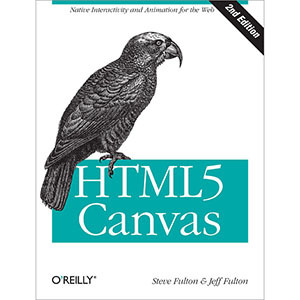 Native Interactivity and Animation for the Web
2nd Edition
HTML5
Canvas
O'REILLY®
Steve Fulton & Jeff Fulton